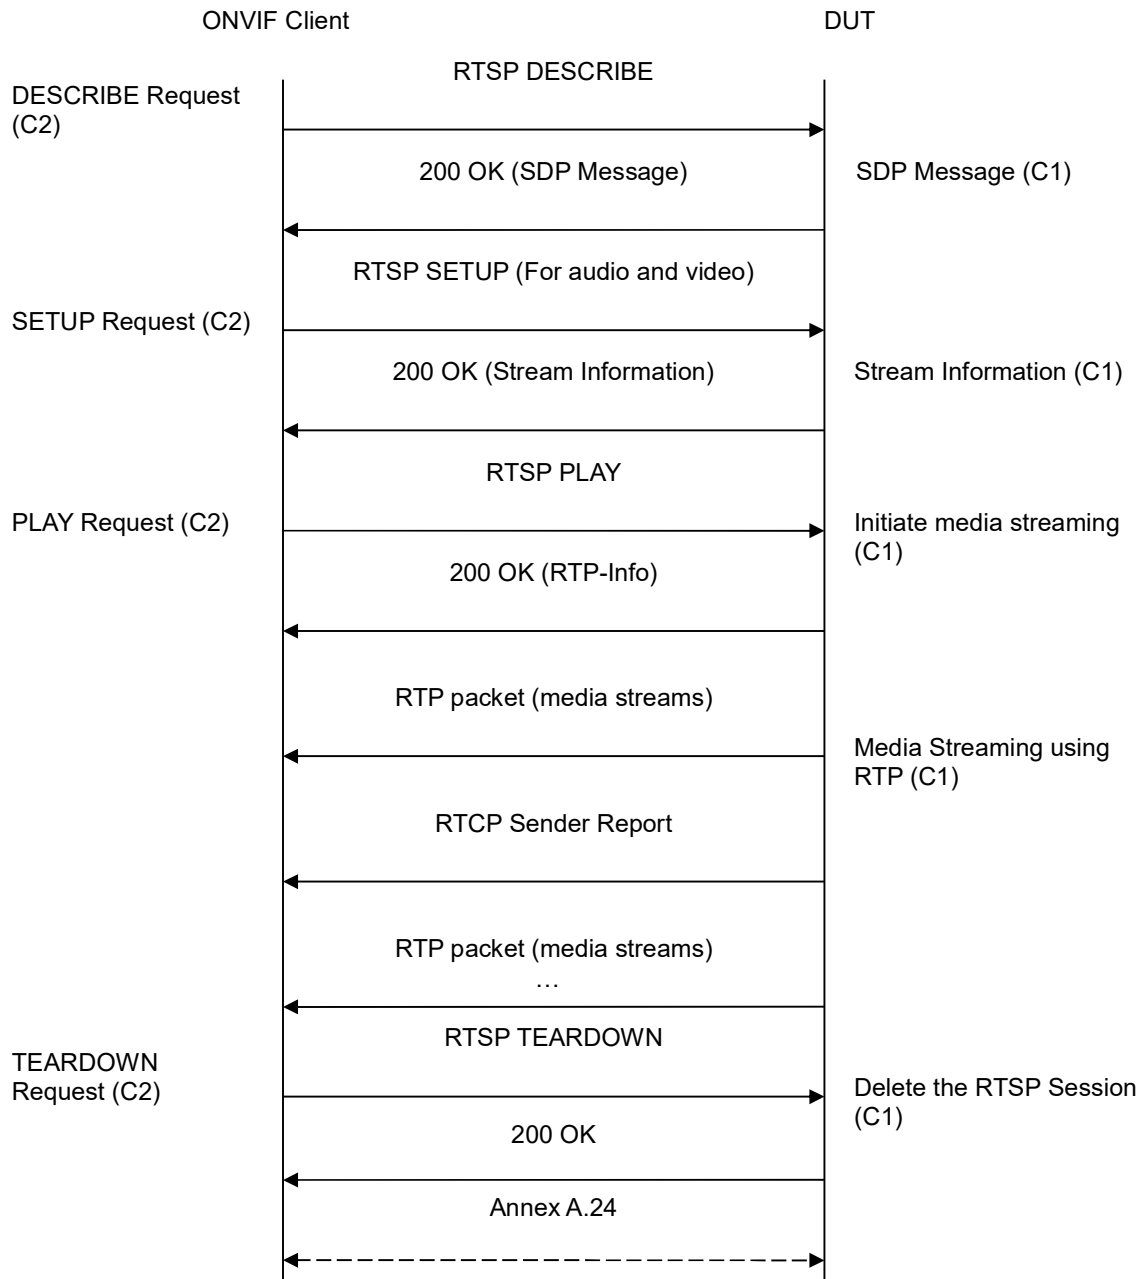 ONVIF Client
DUT
RTSP DESCRIBE
DESCRIBE Request
(C2)
200 OK (SDP Message)
SDP Message (C1)
RTSP SETUP (For audio and video)
SETUP Request (C2)
200 OK (Stream Information)
Stream Information (C1)
RTSP PLAY
PLAY Request (C2)
Initiate media streaming
(C1)
200 OK (RTP-Info)
RTP packet (media streams)
Media Streaming using
RTP (C1)
RTCP Sender Report
RTP packet (media streams)
…
RTSP TEARDOWN
TEARDOWN
Request (C2)
Delete the RTSP Session
(C1)
200 OK
Annex A.24